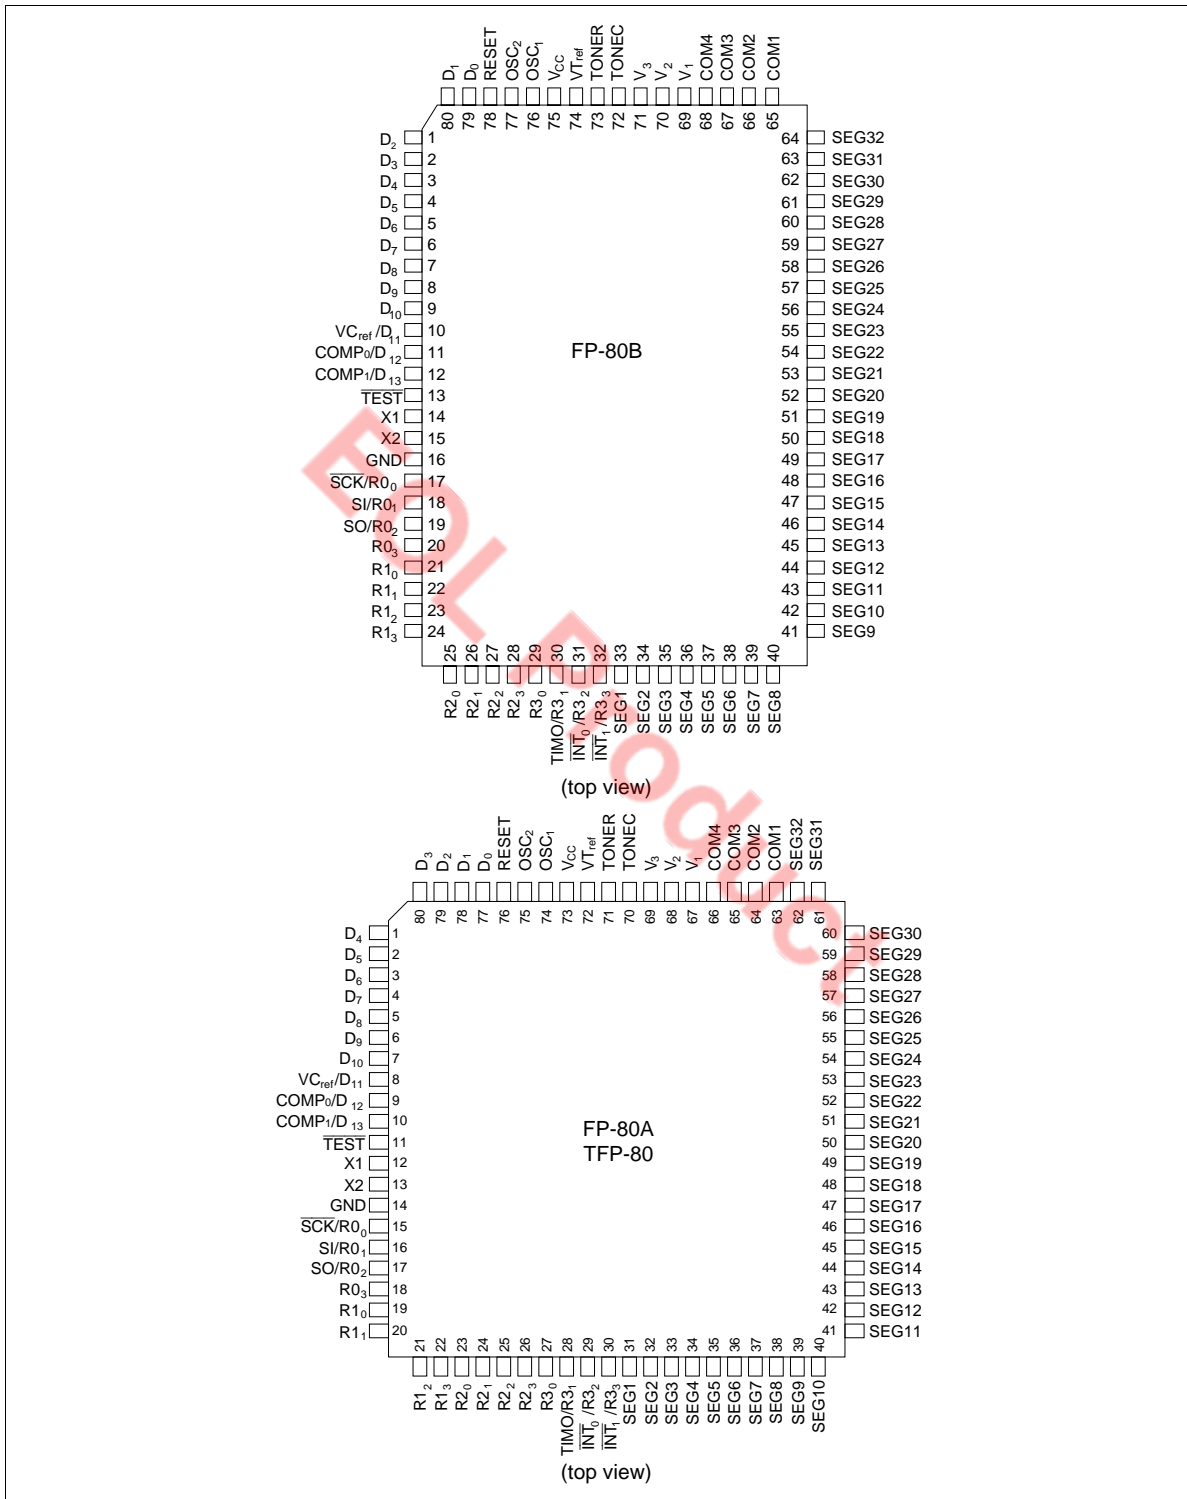 D1 D0 RESET OSC2 OSC1 VCC VTref TONER TONEC V3 V2 V1 COM4 COM3 COM2 COM1
80 79 78 77 76 75 74 73 72 71 70 69 68 67 66 65
D2 1 64 SEG32
D3 2 63 SEG31
D4 3 62 SEG30
D5 4 61 SEG29
D6 5 60 SEG28
D7 6 59 SEG27
D8 7 58 SEG26
D9 8 57 SEG25
D10 9 56 SEG24
VCref/D11 10 55 SEG23
FP-80B
COMP0/D12 11 54 SEG22
COMP1/D13 12 53 SEG21
TEST 13 52 SEG20
X1 14 51 SEG19
X2 15 50 SEG18
GND 16 49 SEG17
SCK/R00 17 48 SEG16
SI/R01 18 47 SEG15
SO/R02 19 46 SEG14
R03 20 45 SEG13
R10 21 44 SEG12
R11 22 43 SEG11
R12 23 42 SEG10
R13 24 41 SEG9
25 26 27 28 29 30 31 32 33 34 35 36 37 38 39 40
R20 R21 R22 R23 R30 TIMO/R31 INT0/R32 INT1/R33 SEG1 SEG2 SEG3 SEG4 SEG5 SEG6 SEG7 SEG8
(top view)
EOL Product
D3 D2 D1 D0 RESET OSC2 OSC1 VCC VTref TONER TONEC V3 V2 V1 COM4 COM3 COM2 COM1 SEG32 SEG31
80 79 78 77 76 75 74 73 72 71 70 69 68 67 66 65 64 63 62 61
D4 1 60 SEG30
D5 2 59 SEG29
D6 3 58 SEG28
D7 4 57 SEG27
D8 5 56 SEG26
D9 6 55 SEG25
D10 7 54 SEG24
VCref/D11 8 53 SEG23
COMP0/D12 9 52 SEG22
COMP1/D13 10 51 SEG21
FP-80A
TFP-80
TEST 11 50 SEG20
X1 12 49 SEG19
X2 13 48 SEG18
GND 14 47 SEG17
SCK/R00 15 46 SEG16
SI/R01 16 45 SEG15
SO/R02 17 44 SEG14
R03 18 43 SEG13
R10 19 42 SEG12
R11 20 41 SEG11
21 22 23 24 25 26 27 28 29 30 31 32 33 34 35 36 37 38 39 40
R12 R13 R20 R21 R22 R23 R30 TIMO/R31 INT0/R32 INT1/R33 SEG1 SEG2 SEG3 SEG4 SEG5 SEG6 SEG7 SEG8 SEG9 SEG10
(top view)